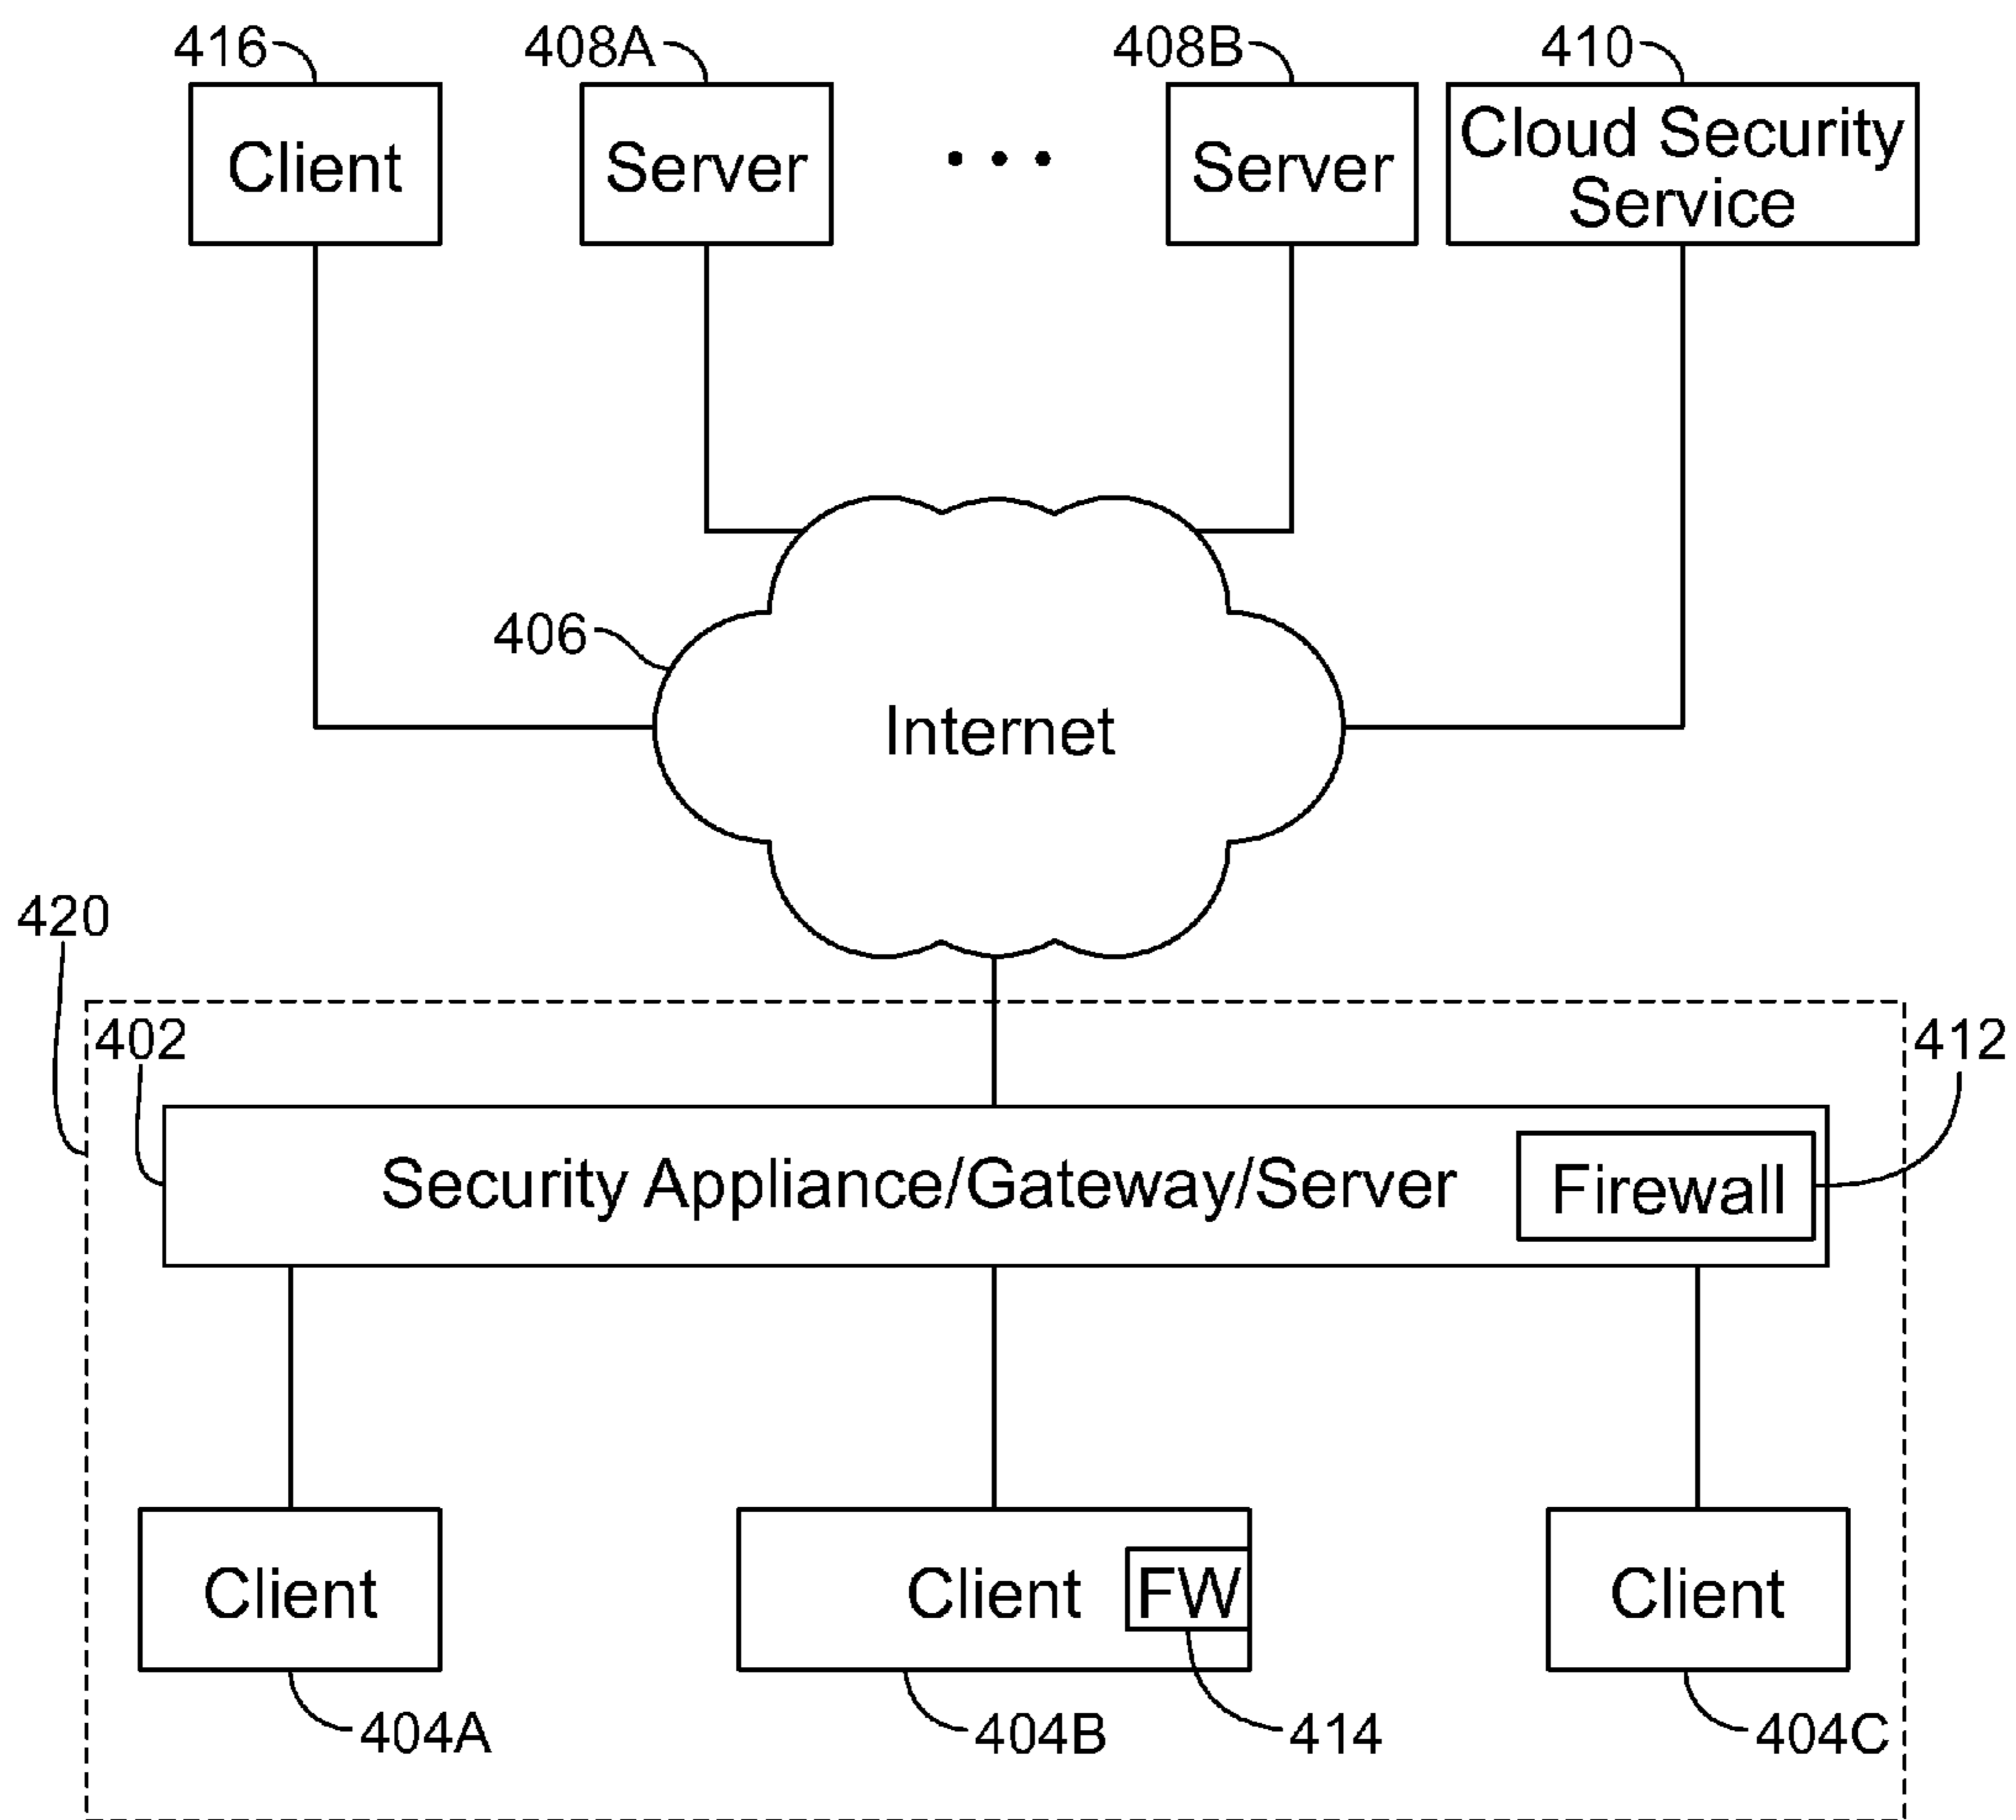 416
408A
408B
410
Client
Server
• • •
Server
Cloud Security
Service
406
Internet
420
402
412
Security Appliance/Gateway/Server
Firewall
Client
Client
FW
Client
404A
404B
414
404C